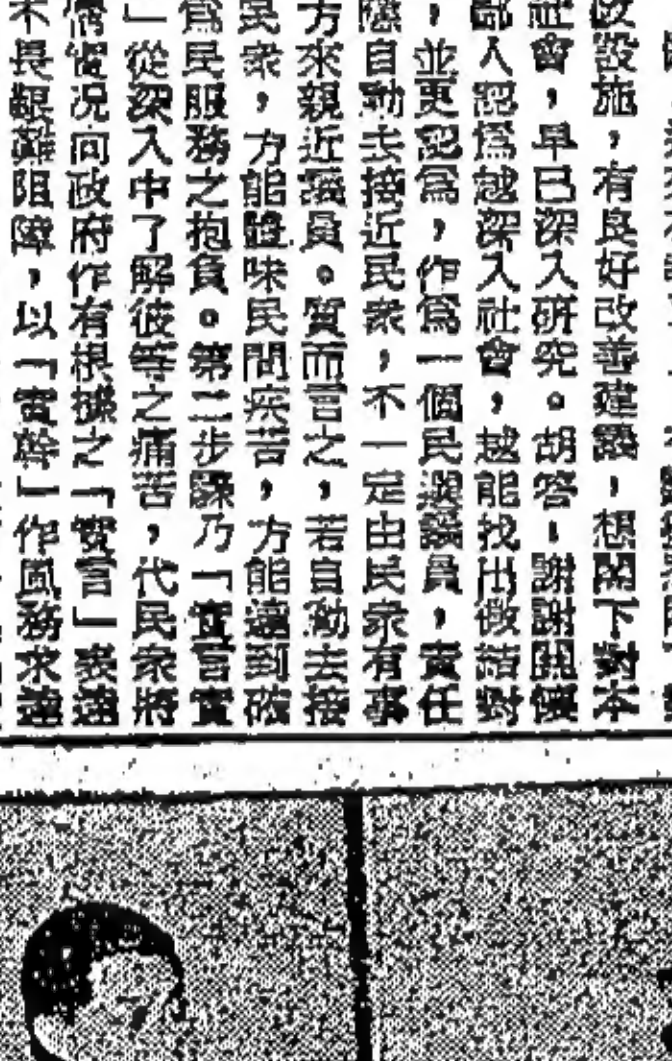 政設施，有良好改善建設，想閣下對本
社會，早已深入研究。胡答：謝謝關懷
鄙人認爲越深入社會，越能找出徵結對
，並更認爲，作爲一個民選議員，責任
應自動去接近民衆，不一定由民衆有事
方來親近議員。質而言之，若自動去接
民衆，方能體味民間疾苦，方能達到
爲民服務之抱負。第二步驟乃「實言實
」從深入中了解彼等之痛苦，代民衆將
情況向政府作有根據之「實言」表達
不畏艱難阻障，以「實幹」作風務求達